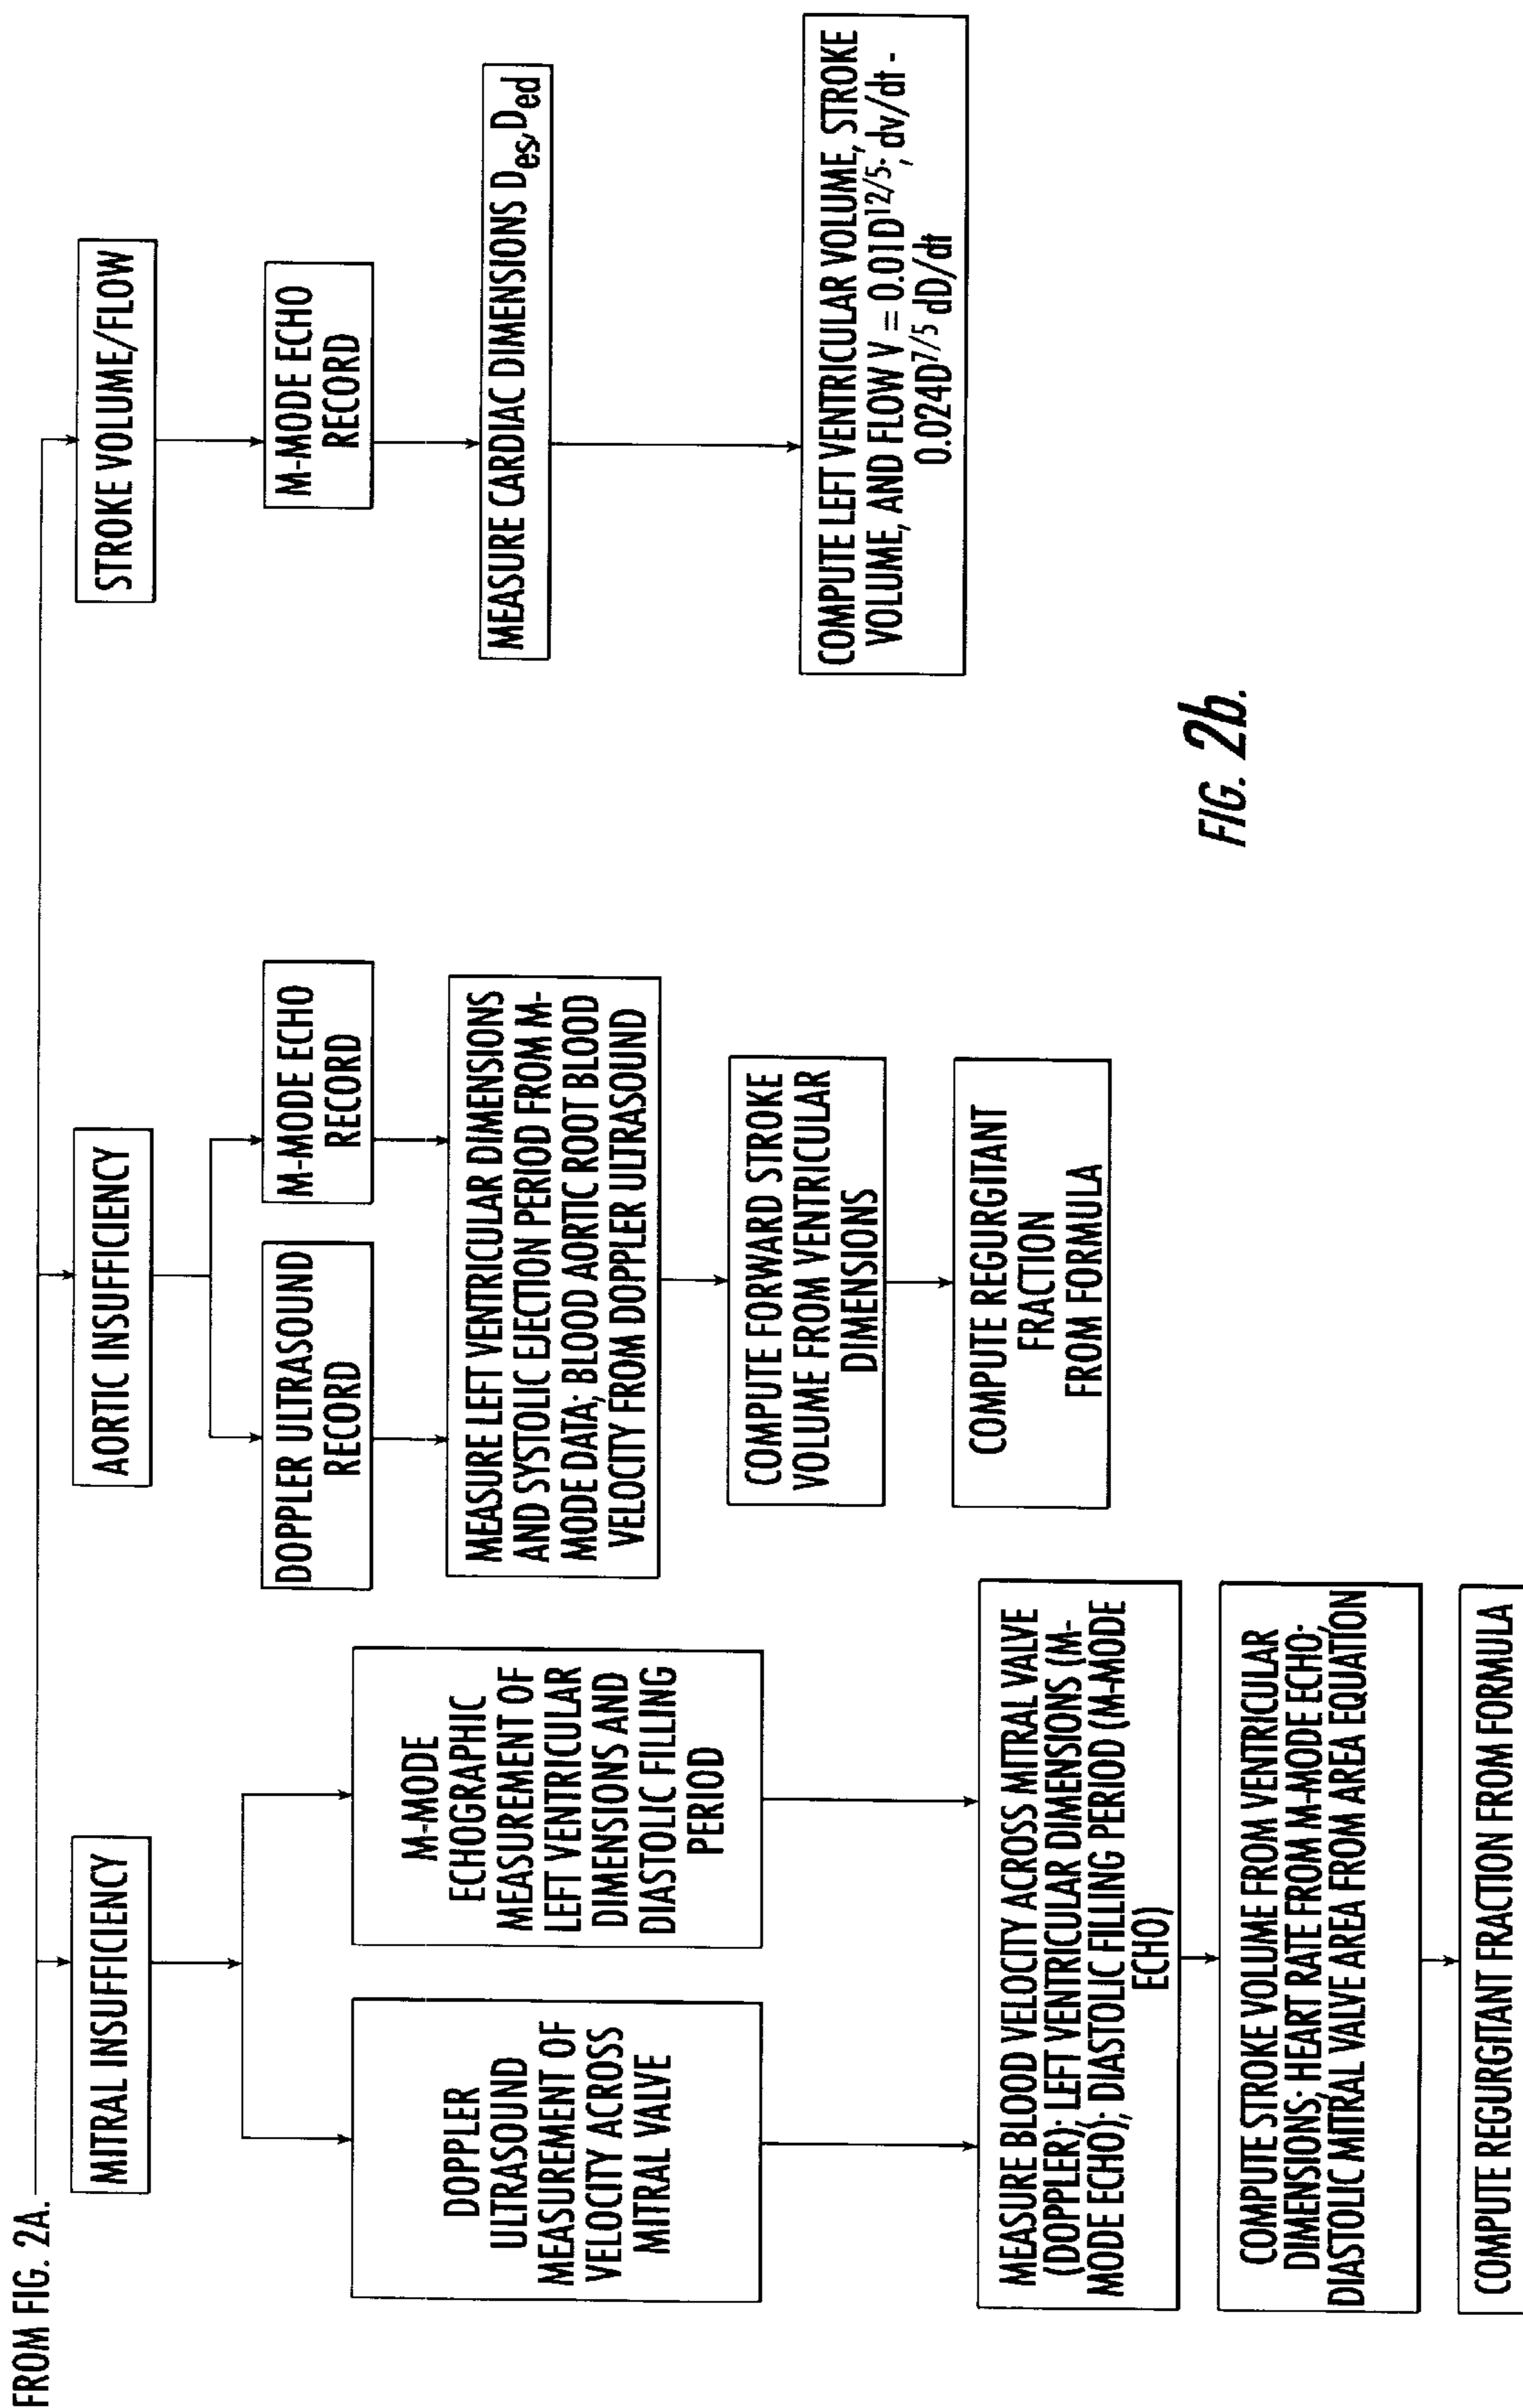 FROM FIG. 2A.
MITRAL INSUFFICIENCY
DOPPLER
ULTRASOUND
MEASUREMENT OF
VELOCITY ACROSS
MITRAL VALVE
M-MODE
ECHOGRAPHIC
MEASUREMENT OF
LEFT VENTRICULAR
DIMENSIONS AND
DIASTOLIC FILLING
PERIOD
MEASURE BLOOD VELOCITY ACROSS MITRAL VALVE
(DOPPLER); LEFT VENTRICULAR DIMENSIONS (M-
MODE ECHO); DIASTOLIC FILLING PERIOD (M-MODE
ECHO)
COMPUTE STROKE VOLUME FROM VENTRICULAR
DIMENSIONS; HEART RATE FROM M-MODE ECHO;
DIASTOLIC MITRAL VALVE AREA FROM AREA EQUATION
COMPUTE REGURGITANT FRACTION FROM FORMULA
AORTIC INSUFFICIENCY
DOPPLER ULTRASOUND
RECORD
M-MODE ECHO
RECORD
MEASURE LEFT VENTRICULAR DIMENSIONS
AND SYSTOLIC EJECTION PERIOD FROM M-
MODE DATA; BLOOD AORTIC ROOT BLOOD
VELOCITY FROM DOPPLER ULTRASOUND
COMPUTE FORWARD STROKE
VOLUME FROM VENTRICULAR
DIMENSIONS
COMPUTE REGURGITANT
FRACTION
FROM FORMULA
STROKE VOLUME/FLOW
M-MODE ECHO
RECORD
MEASURE CARDIAC DIMENSIONS D_es, D_ed
COMPUTE LEFT VENTRICULAR VOLUME, STROKE
VOLUME, AND FLOW V = 0.01D^12/5; dv/dt -
0.024D^7/5 dD/dt
FIG. 2b.